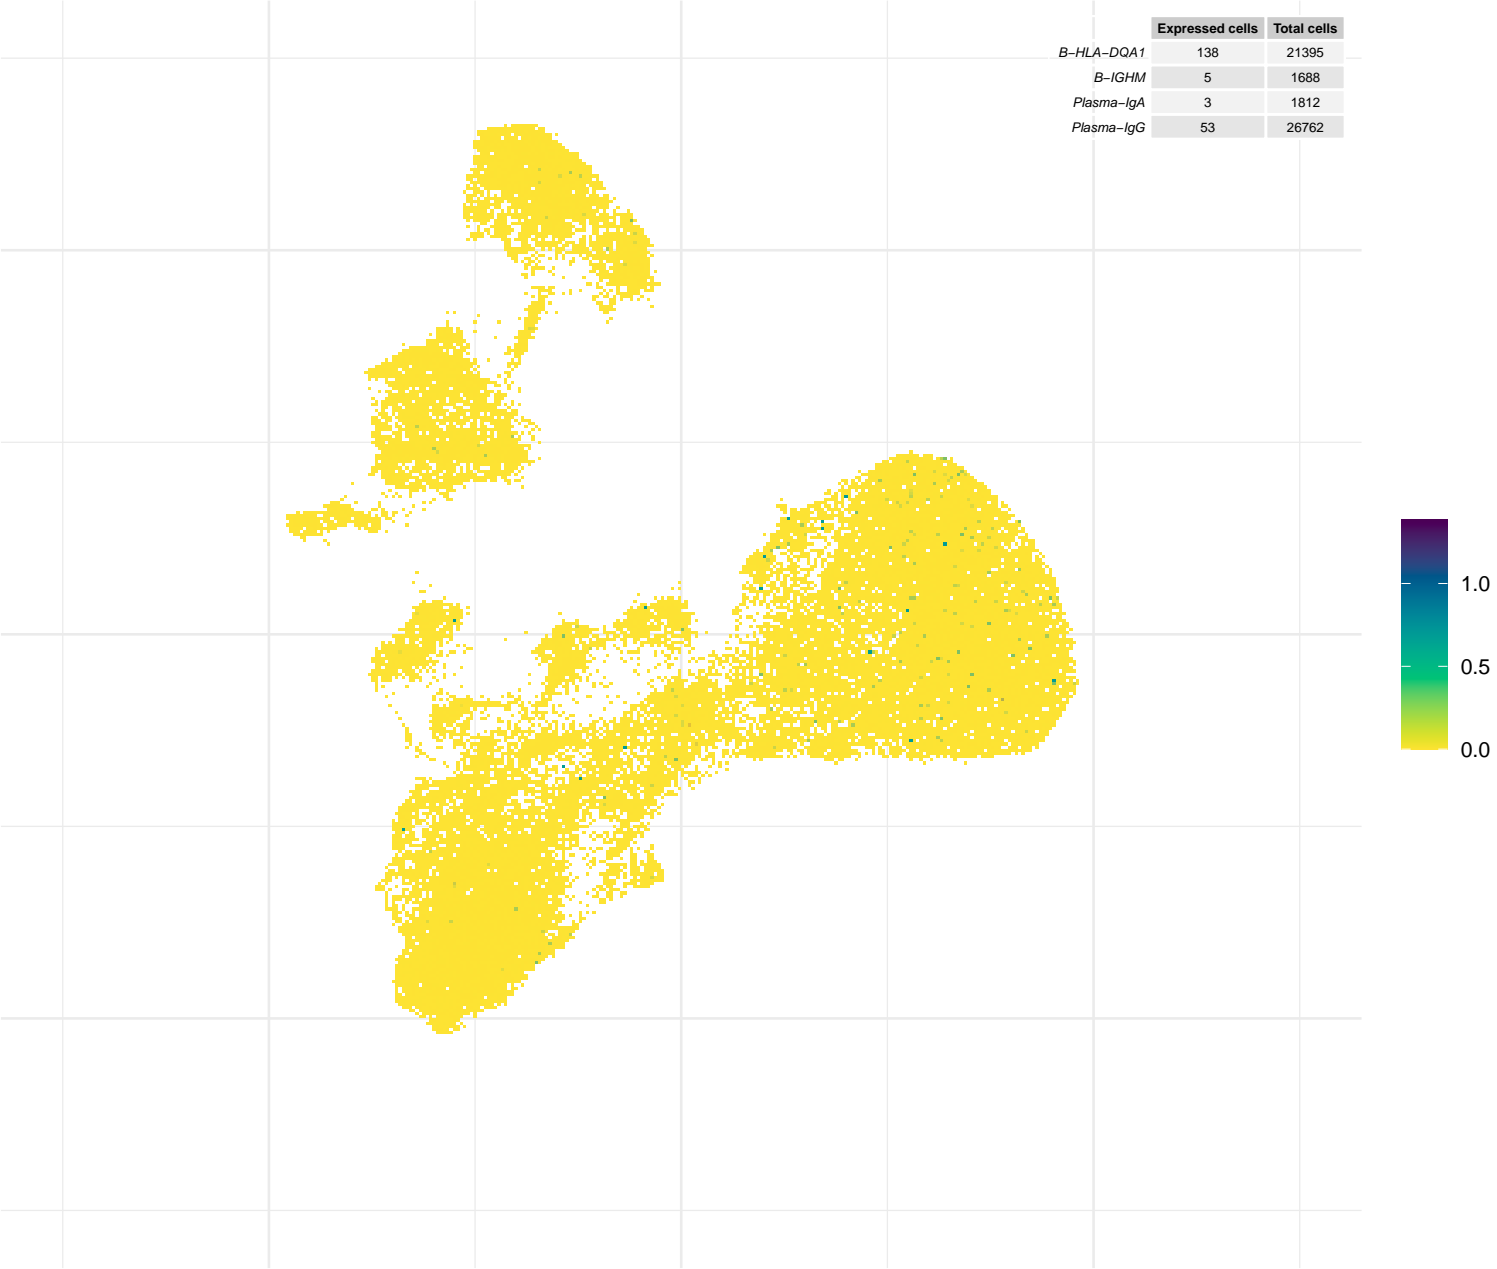 Expressed cells Total cells
B−HLA−DQA1 138 21395
B−IGHM 5 1688
Plasma−IgA 3 1812
Plasma−IgG 53 26762
1.0
0.5
0.0